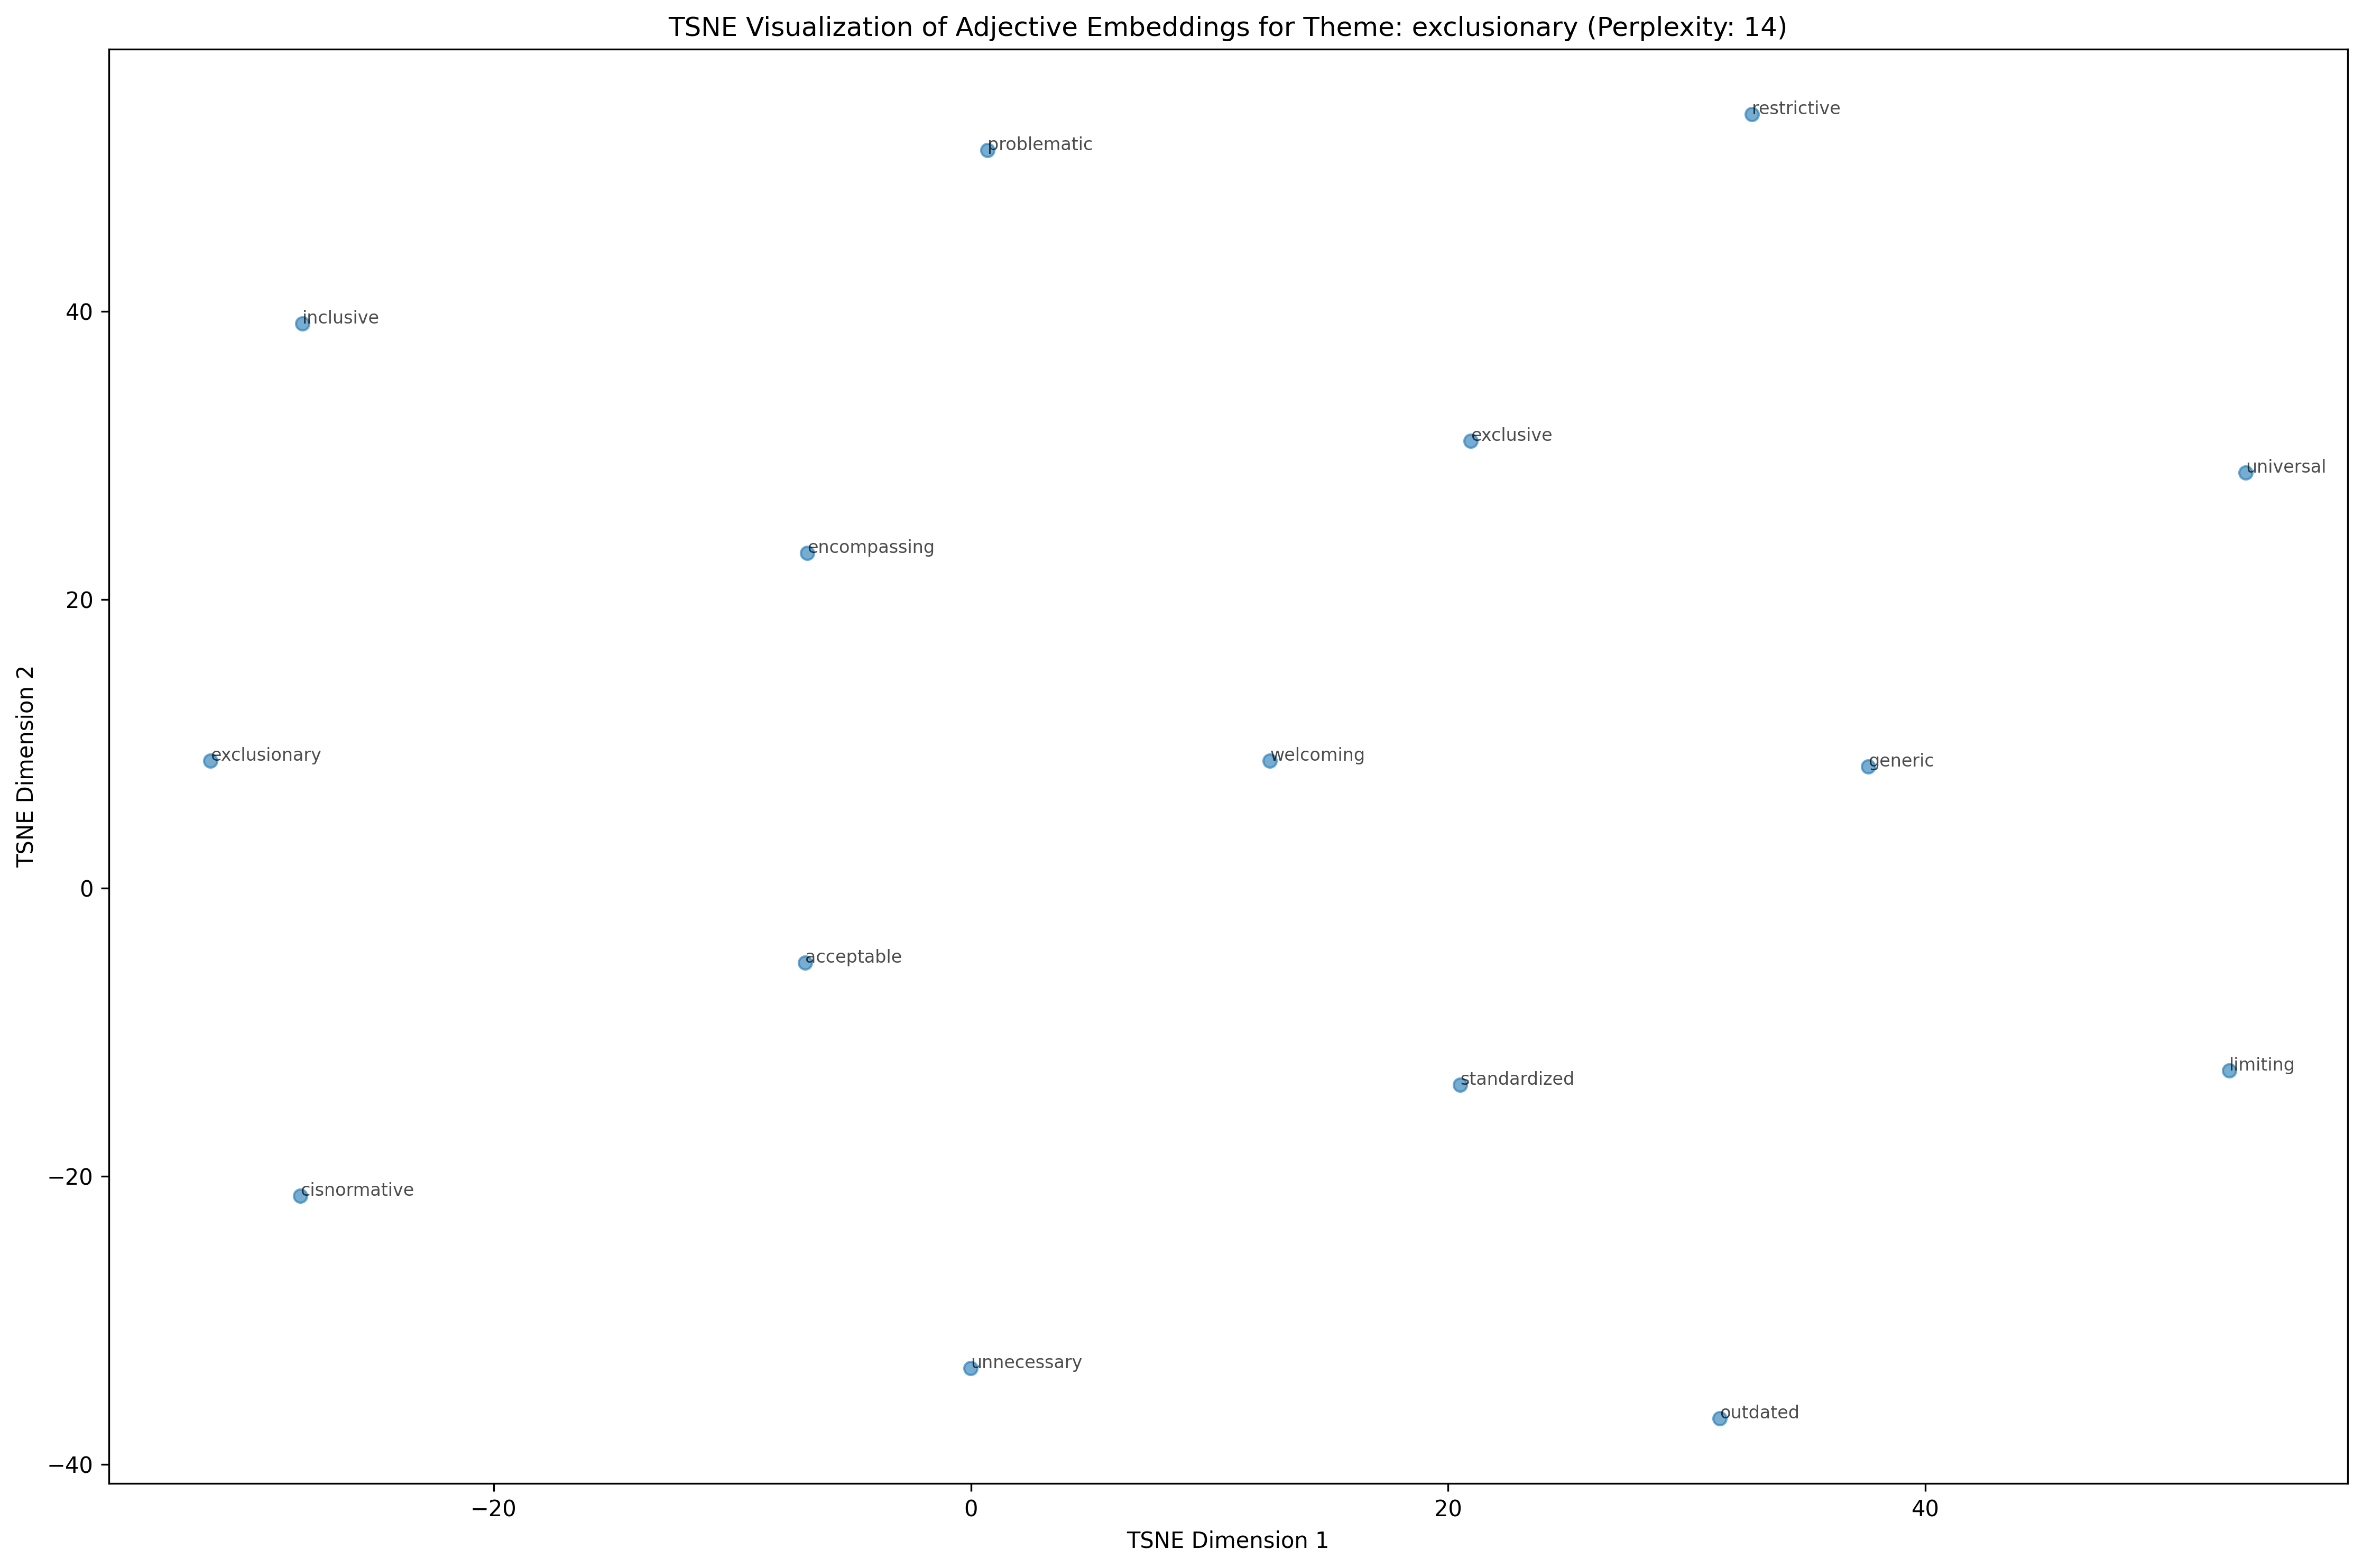 TSNE Visualization of Adjective Embeddings for Theme: exclusionary (Perplexity: 14)
restrictive
problematic
inclusive
40
exclusive
universal
encompassing
20
exclusionary
welcoming
generic
TSNE Dimension 2
0
acceptable
limiting
standardized
−20
cisnormative
unnecessary
outdated
−40
−20
0
20
40
TSNE Dimension 1